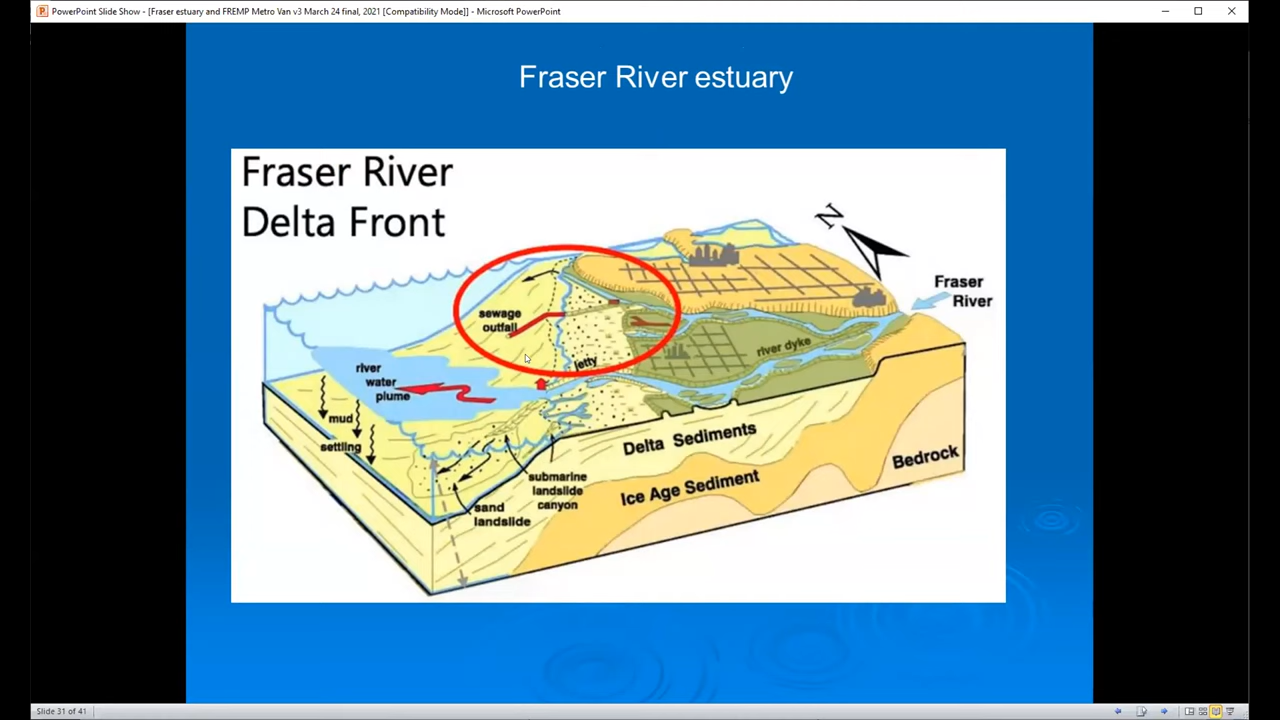 PowerPoint Slide Show - [Fraser estuary and FREMP Metro Van v3 March 24 final, 2021 [Compatibility Mode]] - Microsoft PowerPoint
Fraser River estuary
Fraser River
Delta Front
N
Fraser
River
sewage
outfall
jetty
river dyke
river
water
plume
mud
settling
submarine
landslide
canyon
sand
landslide
Delta Sediments
Ice Age Sediment
Bedrock
Slide 31 of 41